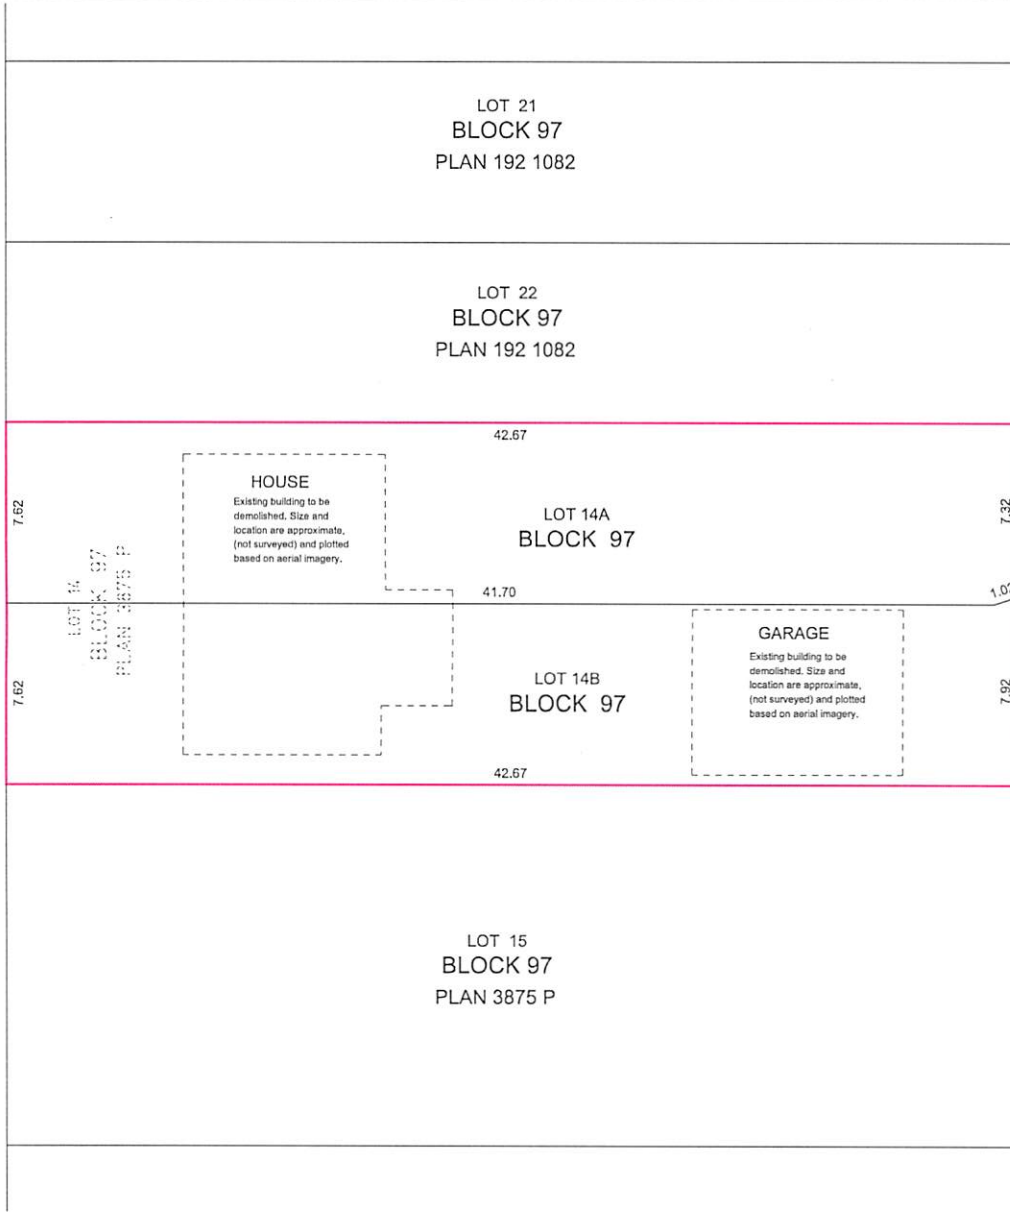 LOT 21
BLOCK 97
PLAN 192 1082
LOT 22
BLOCK 97
PLAN 192 1082
42.67
7.62
HOUSE
Existing building to be
demolished. Size and
location are approximate,
(not surveyed) and plotted
based on aerial imagery.
LOT 14A
BLOCK 97
7.32
LOT 14
BLOCK 97
PLAN 3875 P
41.70
7.62
LOT 14B
BLOCK 97
GARAGE
Existing building to be
demolished. Size and
location are approximate,
(not surveyed) and plotted
based on aerial imagery.
7.92
42.67
LOT 15
BLOCK 97
PLAN 3875 P